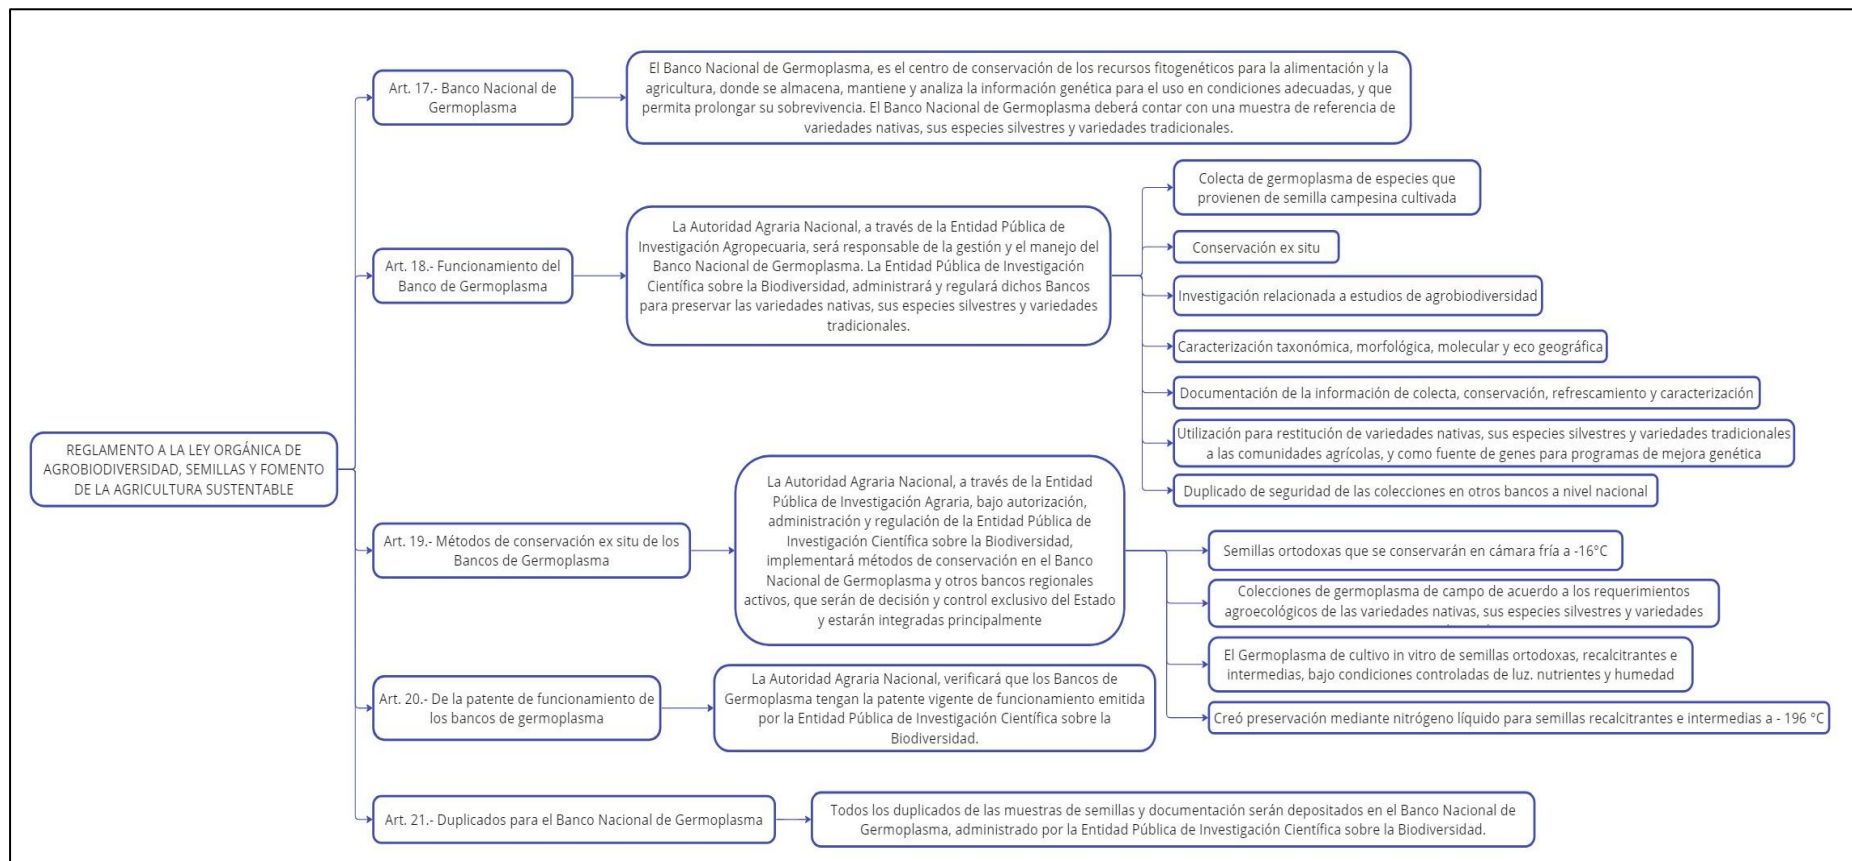 REGLAMENTO A LA LEY ORGÁNICA DE
AGROBIODIVERSIDAD, SEMILLAS Y FOMENTO
DE LA AGRICULTURA SUSTENTABLE
Art. 17.- Banco Nacional de
Germoplasma
El Banco Nacional de Germoplasma, es el centro de conservación de los recursos fitogenéticos para la alimentación y la
agricultura, donde se almacena, mantiene y analiza la información genética para el uso en condiciones adecuadas, y que
permita prolongar su sobrevivencia. El Banco Nacional de Germoplasma deberá contar con una muestra de referencia de
variedades nativas, sus especies silvestres y variedades tradicionales.
Art. 18.- Funcionamiento del
Banco de Germoplasma
La Autoridad Agraria Nacional, a través de la Entidad Pública de
Investigación Agropecuaria, será responsable de la gestión y el manejo del
Banco Nacional de Germoplasma. La Entidad Pública de Investigación
Científica sobre la Biodiversidad, administrará y regulará dichos Bancos
para preservar las variedades nativas, sus especies silvestres y variedades
tradicionales.
Colecta de germoplasma de especies que
provienen de semilla campesina cultivada
Conservación ex situ
Investigación relacionada a estudios de agrobiodiversidad
Caracterización taxonómica, morfológica, molecular y eco geográfica
Documentación de la información de colecta, conservación, refrescamiento y caracterización
Utilización para restitución de variedades nativas, sus especies silvestres y variedades tradicionales
a las comunidades agrícolas, y como fuente de genes para programas de mejora genética
Duplicado de seguridad de las colecciones en otros bancos a nivel nacional
Art. 19.- Métodos de conservación ex situ de los
Bancos de Germoplasma
La Autoridad Agraria Nacional, a través de la Entidad
Pública de Investigación Agraria, bajo autorización,
administración y regulación de la Entidad Pública de
Investigación Científica sobre la Biodiversidad,
implementará métodos de conservación en el Banco
Nacional de Germoplasma y otros bancos regionales
activos, que serán de decisión y control exclusivo del Estado
y estarán integradas principalmente
Semillas ortodoxas que se conservarán en cámara fría a -16°C
Colecciones de germoplasma de campo de acuerdo a los requerimientos
agroecológicos de las variedades nativas, sus especies silvestres y variedades
El Germoplasma de cultivo in vitro de semillas ortodoxas, recalcitrantes e
intermedias, bajo condiciones controladas de luz. nutrientes y humedad
Creó preservación mediante nitrógeno líquido para semillas recalcitrantes e intermedias a - 196 °C
Art. 20.- De la patente de funcionamiento de
los bancos de germoplasma
La Autoridad Agraria Nacional, verificará que los Bancos de
Germoplasma tengan la patente vigente de funcionamiento emitida
por la Entidad Pública de Investigación Científica sobre la
Biodiversidad.
Art. 21.- Duplicados para el Banco Nacional de Germoplasma
Todos los duplicados de las muestras de semillas y documentación serán depositados en el Banco Nacional de
Germoplasma, administrado por la Entidad Pública de Investigación Científica sobre la Biodiversidad.